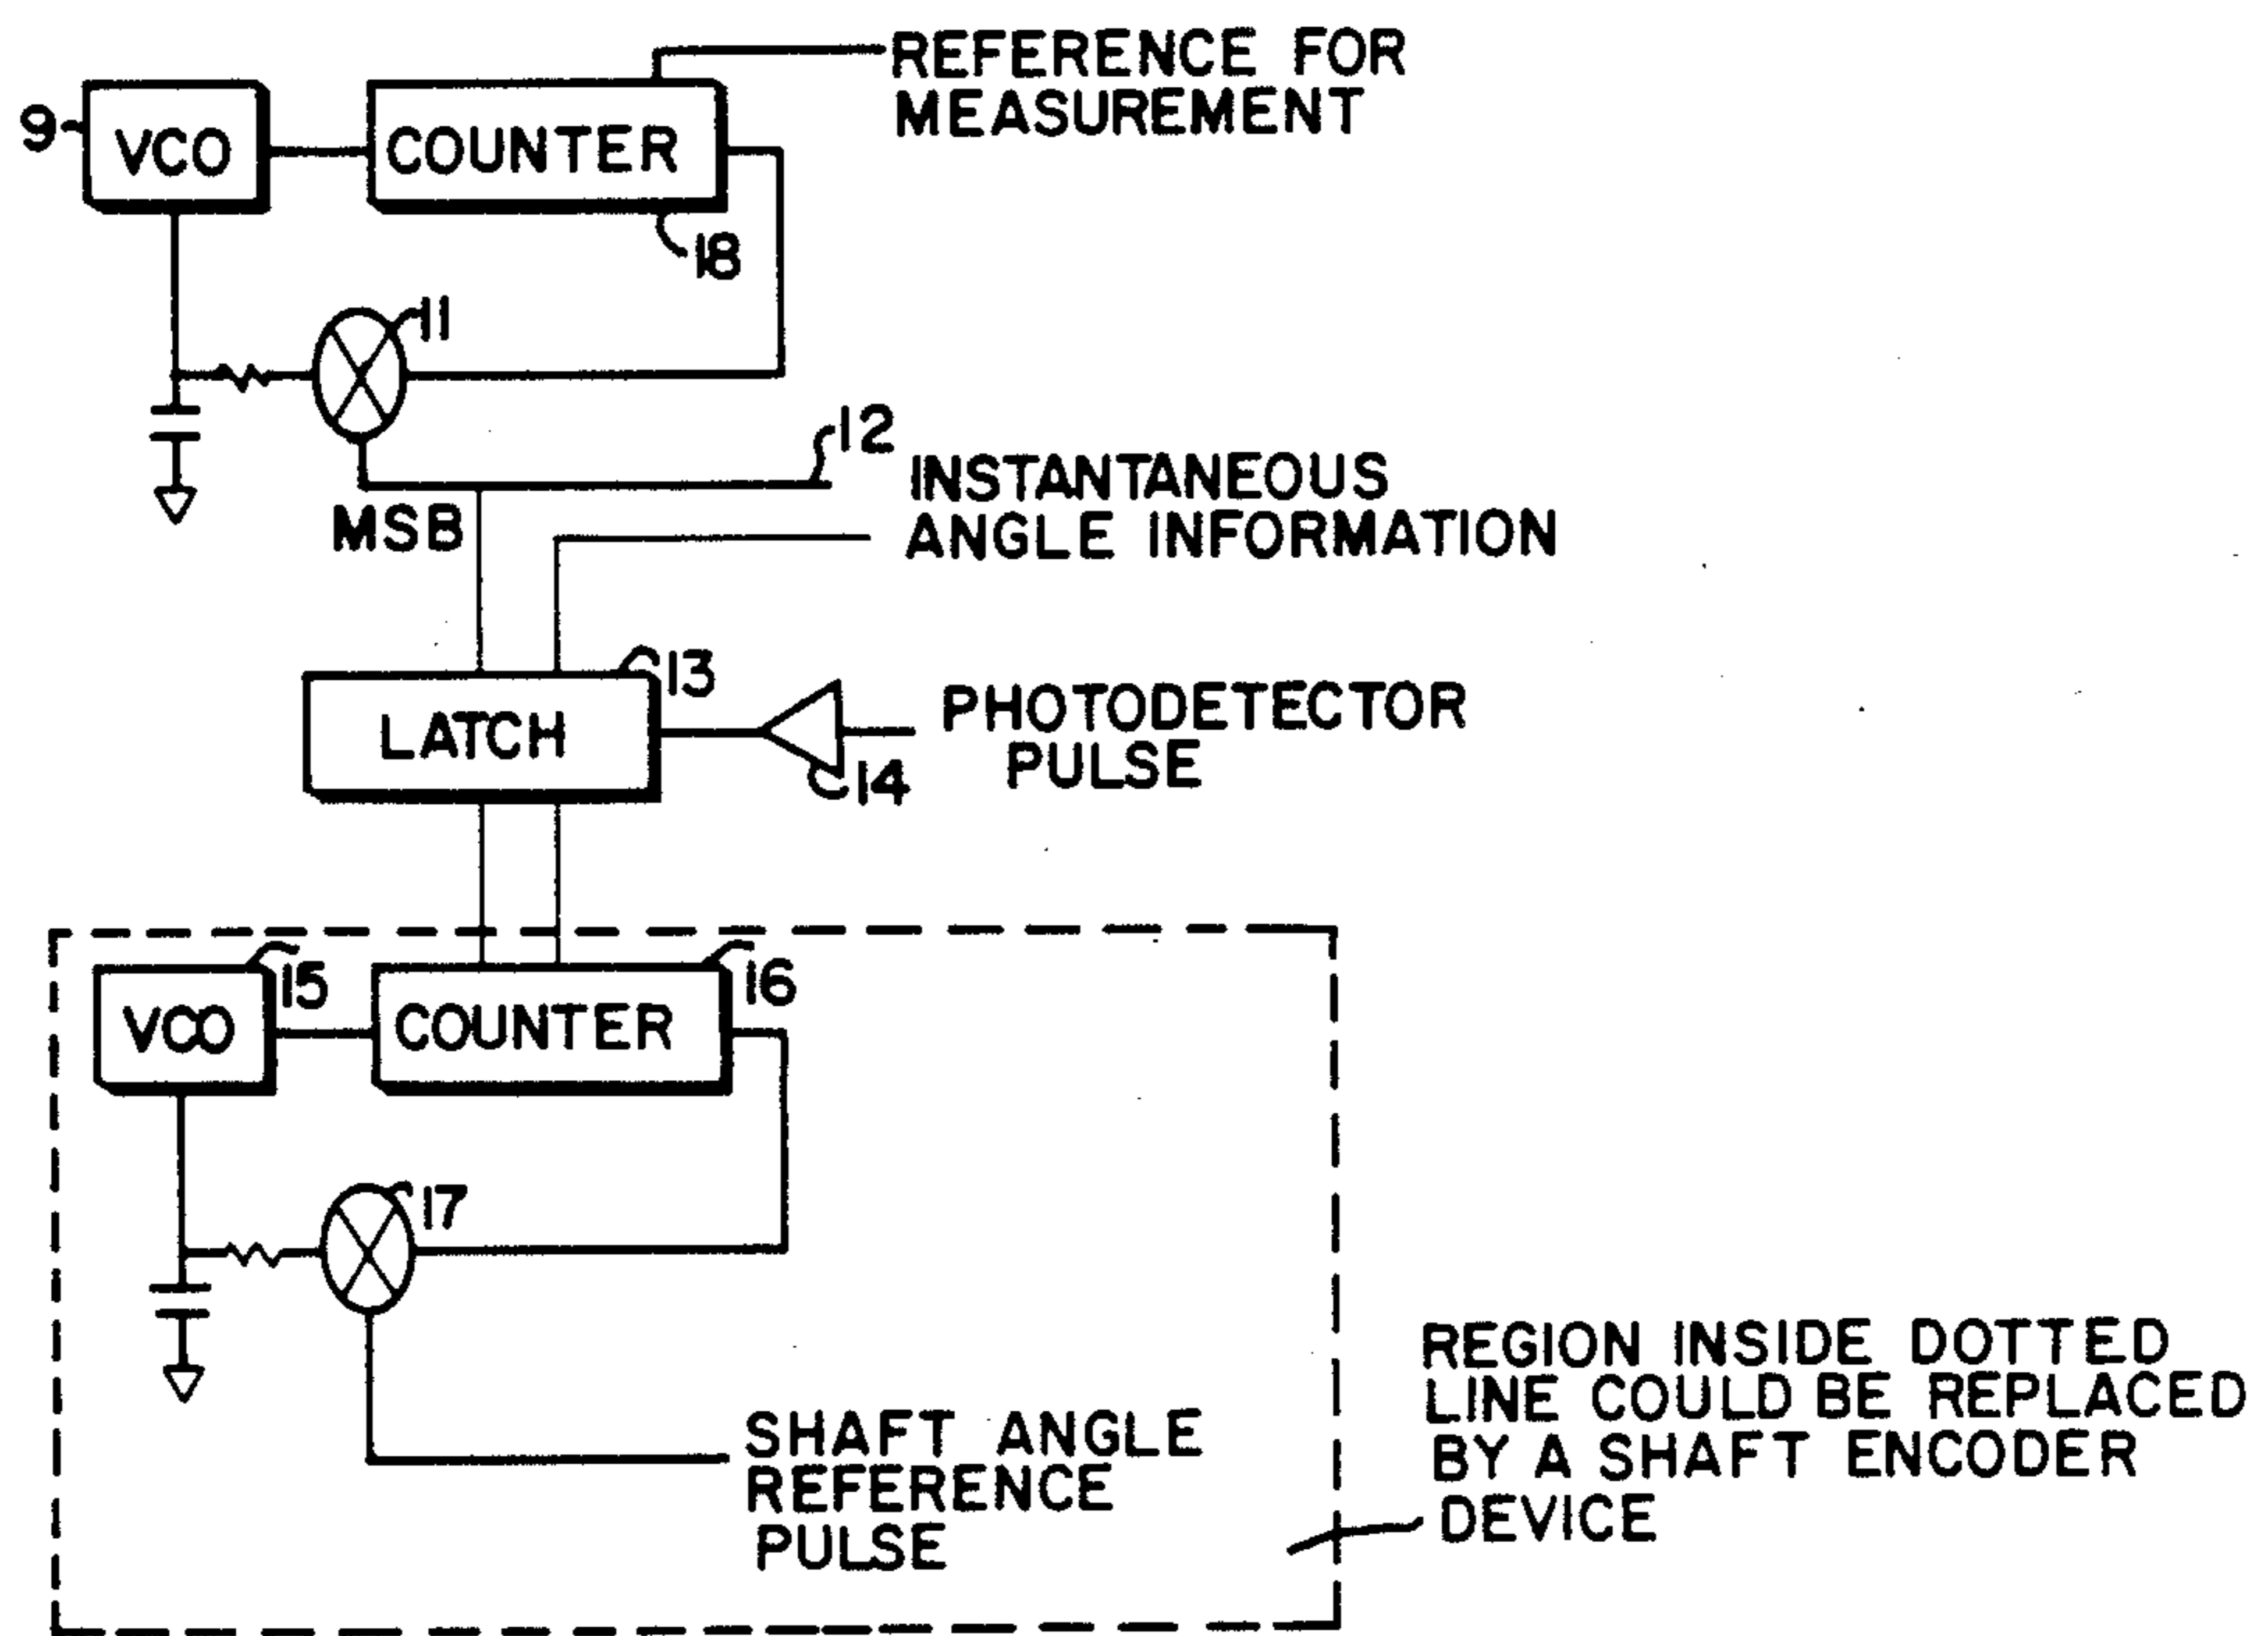 REFERENCE FOR
MEASUREMENT
9
VCO
COUNTER
18
11
12
INSTANTANEOUS
ANGLE INFORMATION
MSB
13
LATCH
PHOTODETECTOR
PULSE
14
15
16
VCO
COUNTER
17
SHAFT ANGLE
REFERENCE
PULSE
REGION INSIDE DOTTED
LINE COULD BE REPLACED
BY A SHAFT ENCODER
DEVICE